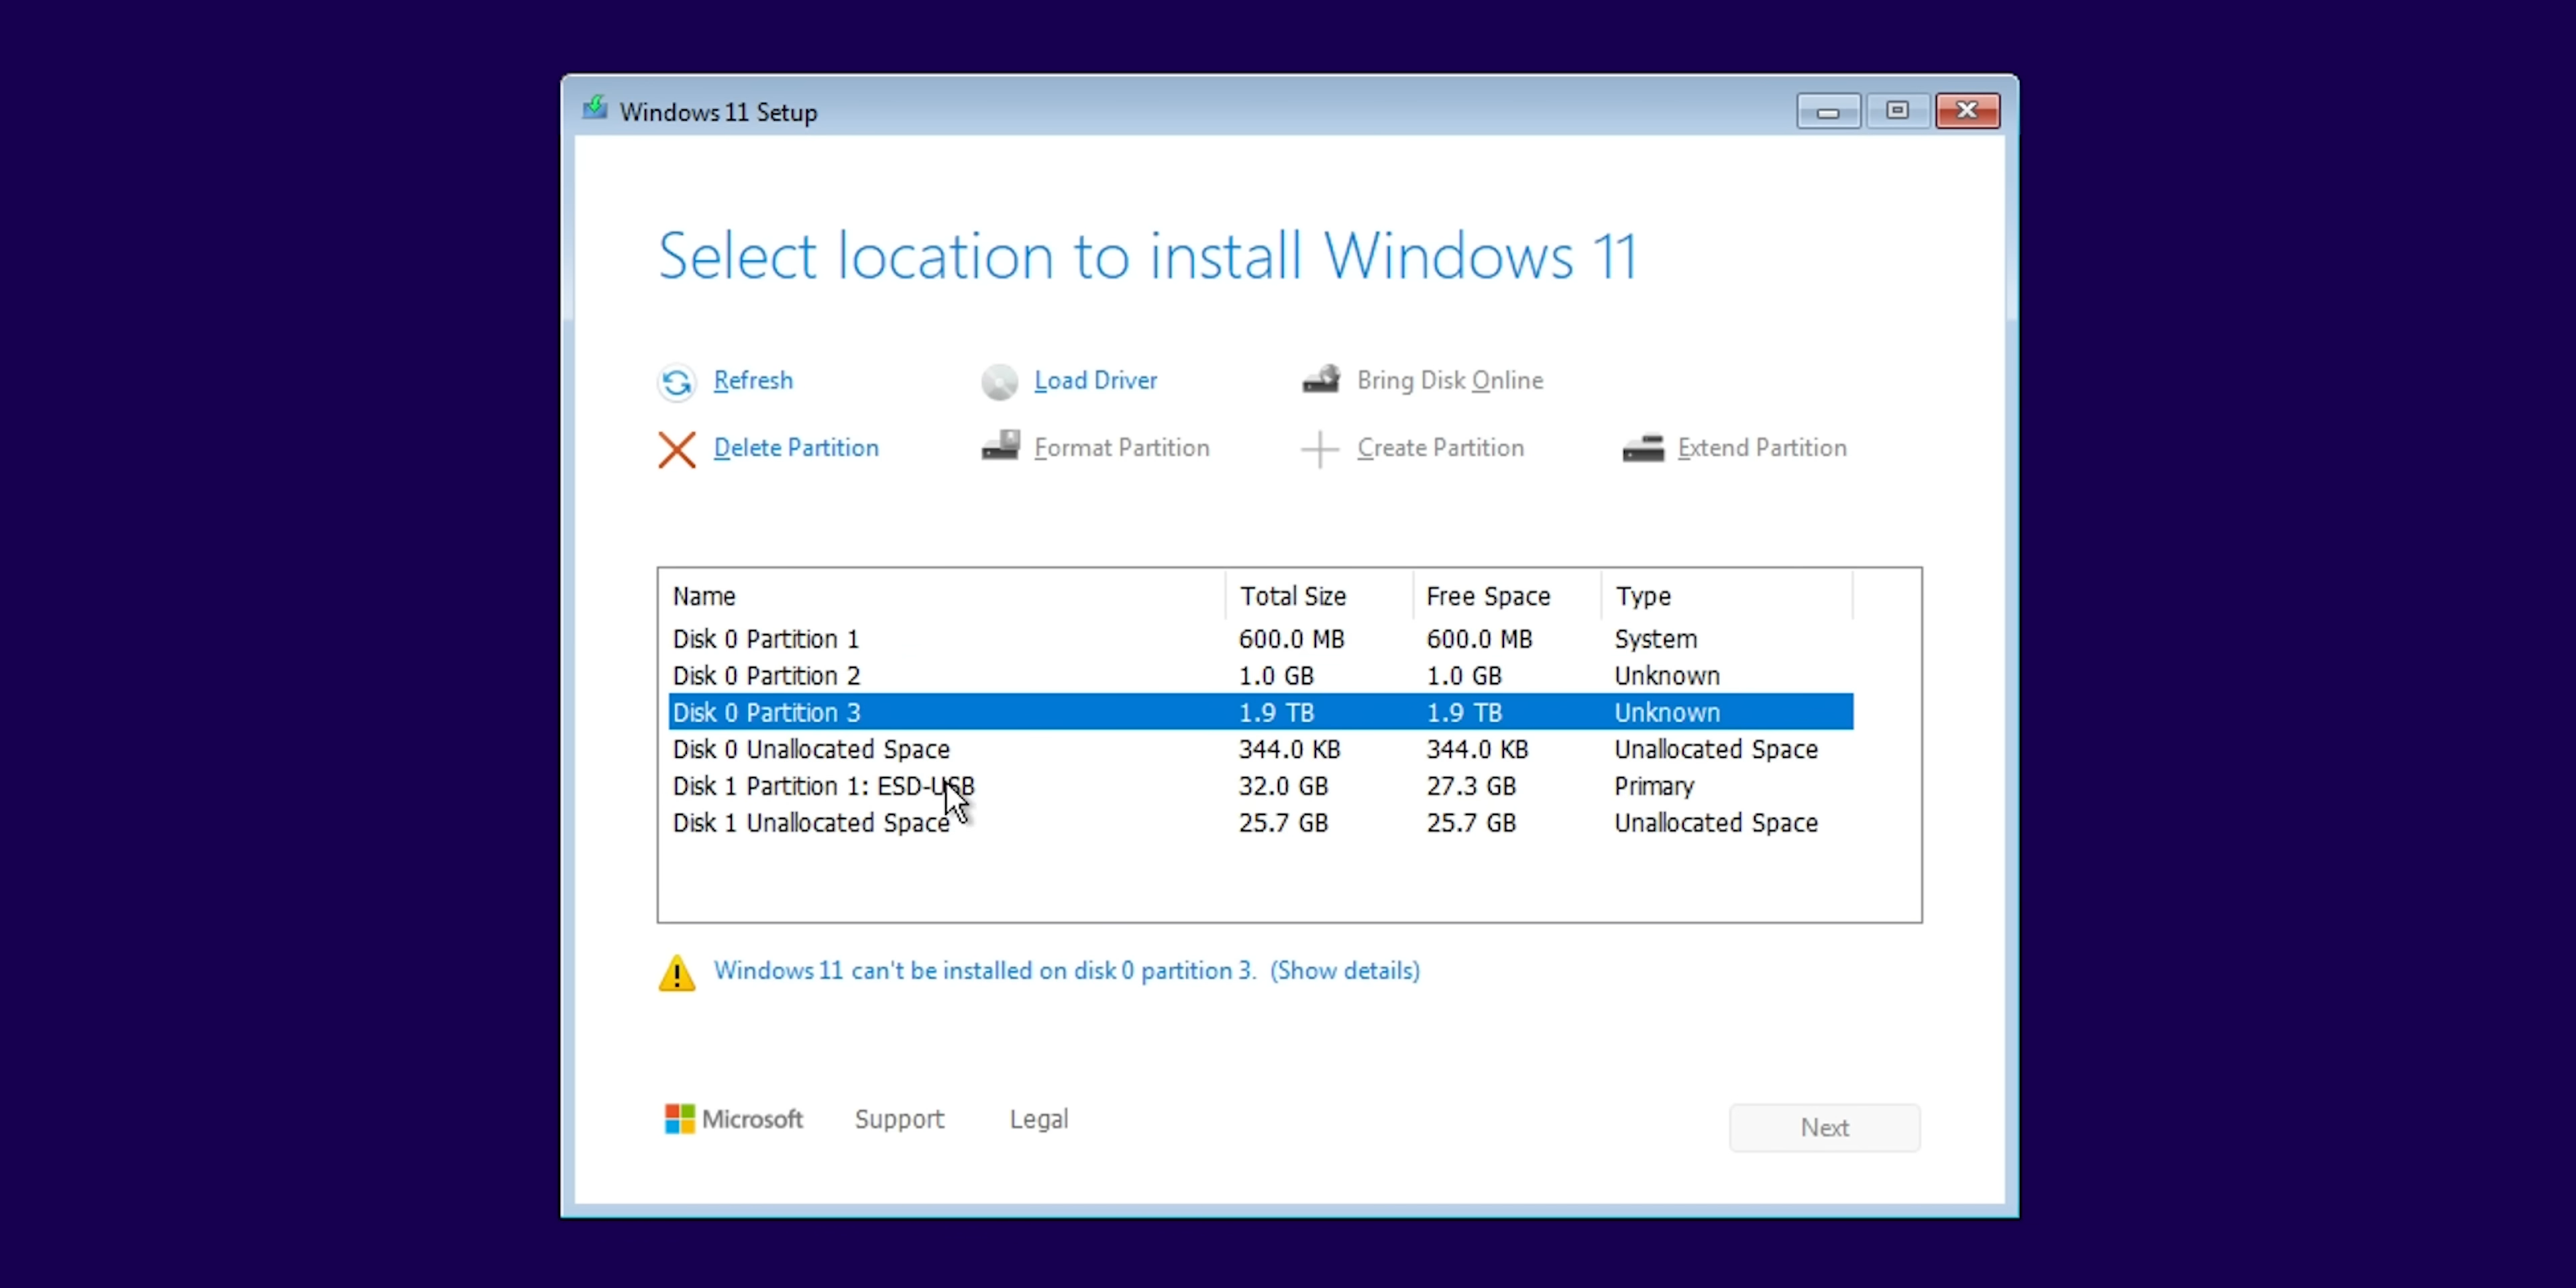 Windows 11 Setup
Select location to install Windows 11
Refresh Load Driver Bring Disk Online
Delete Partition Format Partition Create Partition Extend Partition
Name Total Size Free Space Type
Disk 0 Partition 1 600.0 MB 600.0 MB System
Disk 0 Partition 2 1.0 GB 1.0 GB Unknown
Disk 0 Partition 3 1.9 TB 1.9 TB Unknown
Disk 0 Unallocated Space 344.0 KB 344.0 KB Unallocated Space
Disk 1 Partition 1: ESD-USB 32.0 GB 27.3 GB Primary
Disk 1 Unallocated Space 25.7 GB 25.7 GB Unallocated Space
Windows 11 can't be installed on disk 0 partition 3. (Show details)
Microsoft Support Legal Next